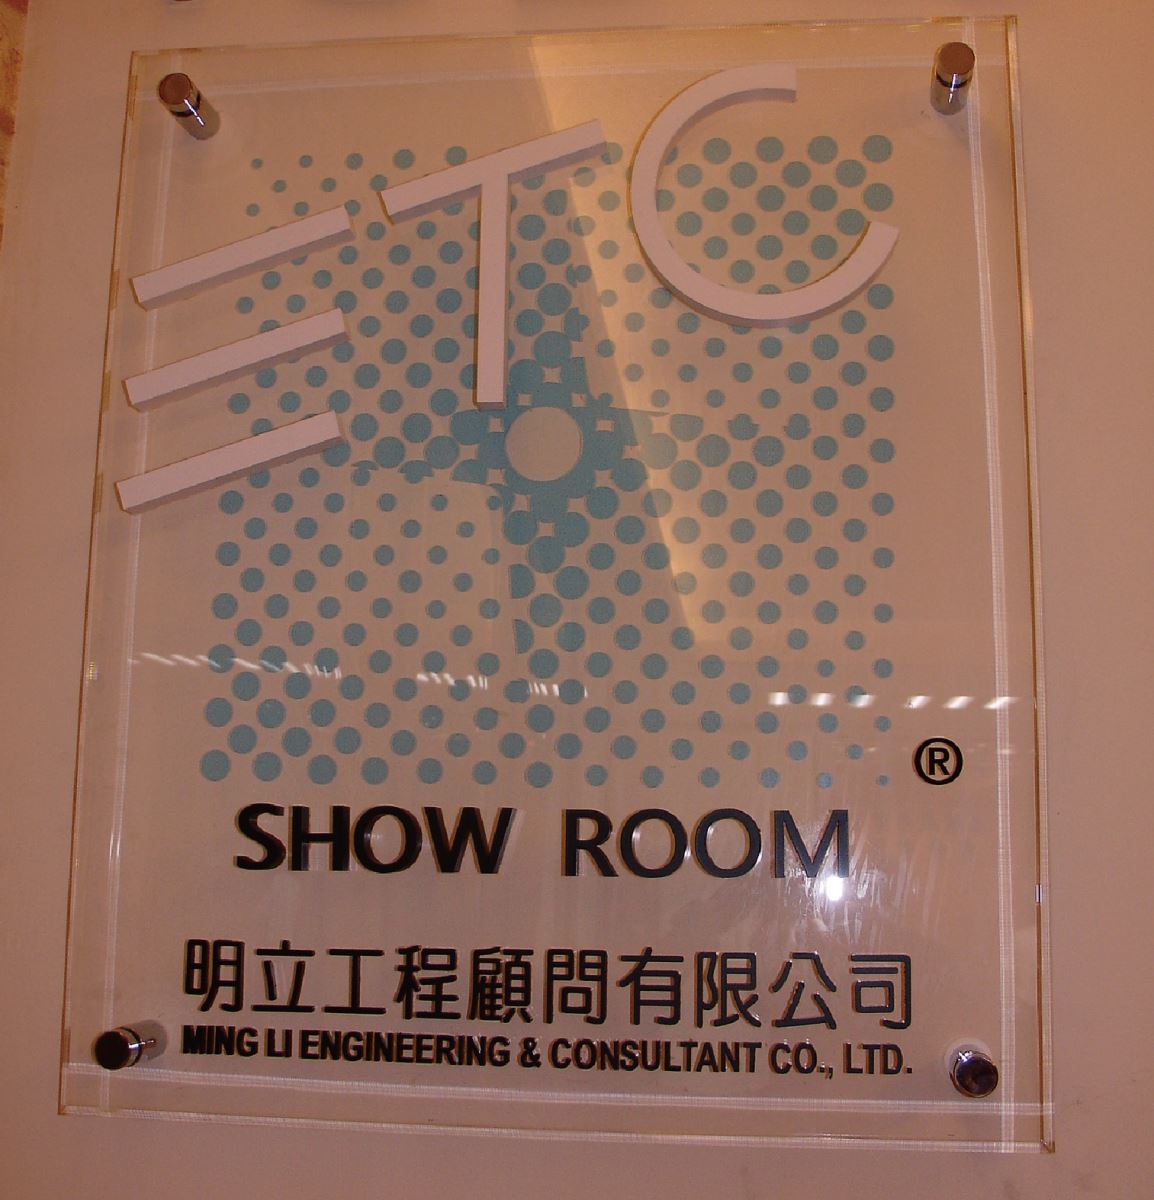 ETC
®
SHOW ROOM
明立工程顧問有限公司
MING LI ENGINEERING & CONSULTANT CO., LTD.